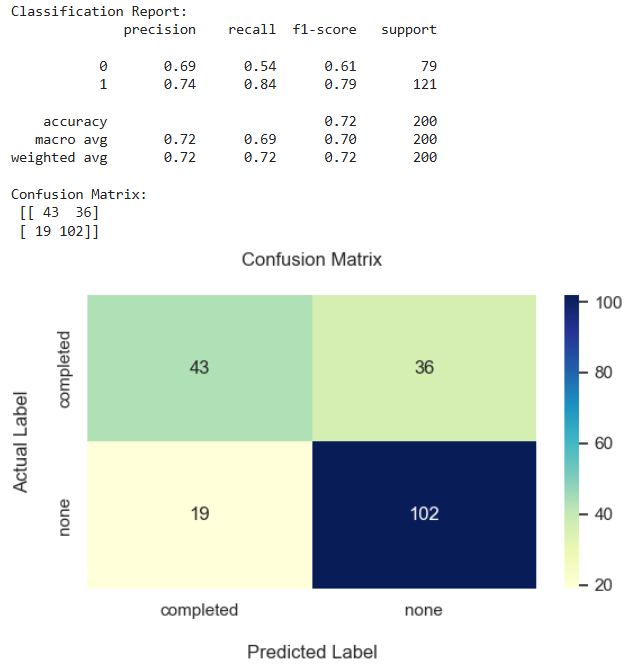 Classification Report:
precision recall f1-score support
0 0.69 0.54 0.61 79
1 0.74 0.84 0.79 121
accuracy 0.72 200
macro avg 0.72 0.69 0.70 200
weighted avg 0.72 0.72 0.72 200
Confusion Matrix:
[[ 43 36]
[ 19 102]]
Confusion Matrix
Actual Label
completed
none
43 36
19 102
completed none
Predicted Label
100
80
60
40
20